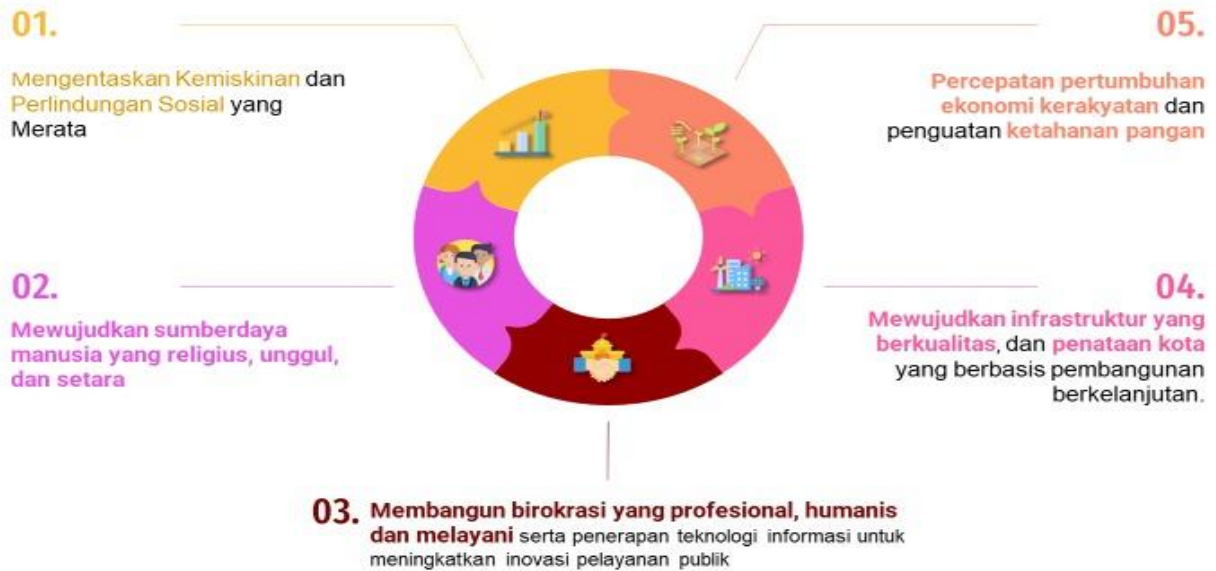 01.
Mengentaskan Kemiskinan dan
Perlindungan Sosial yang
Merata
02.
Mewujudkan sumberdaya
manusia yang religius, unggul,
dan setara
03. Membangun birokrasi yang profesional, humanis
dan melayani serta penerapan teknologi informasi untuk
meningkatkan inovasi pelayanan publik
04.
Mewujudkan infrastruktur yang
berkualitas, dan penataan kota
yang berbasis pembangunan
berkelanjutan.
05.
Percepatan pertumbuhan
ekonomi kerakyatan dan
penguatan ketahanan pangan